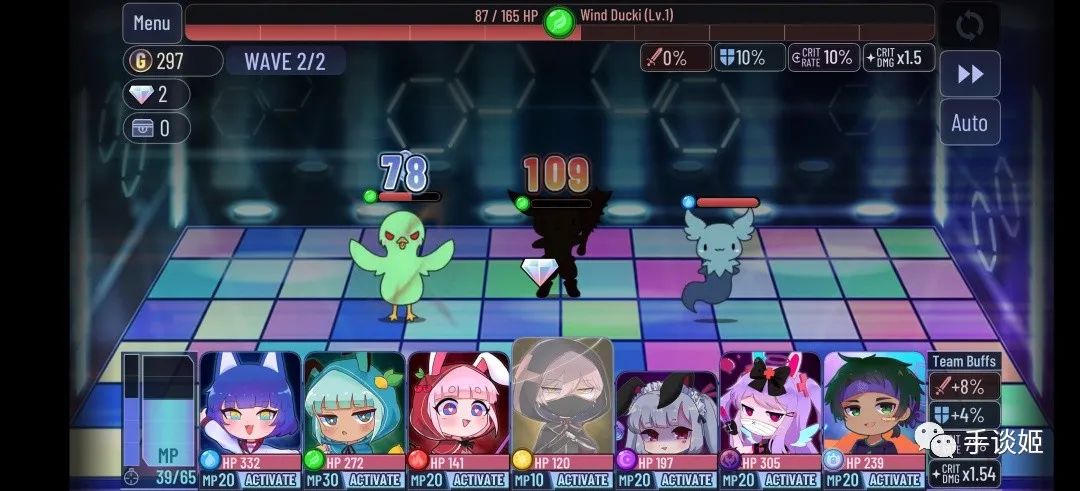 Menu
87 / 165 HP
Wind Ducki (Lv.1)
G 297
WAVE 2/2
0%
10%
CRIT RATE 10%
CRIT DMG x1.5
2
0
Auto
78
109
MP
39/65
HP 332
MP20 ACTIVATE
HP 272
MP30 ACTIVATE
HP 141
MP20 ACTIVATE
HP 120
MP10 ACTIVATE
HP 197
MP20 ACTIVATE
HP 305
MP20 ACTIVATE
HP 239
MP20 ACTIVATE
Team Buffs
+8%
+4%
手谈姬
CRIT DMG x1.54